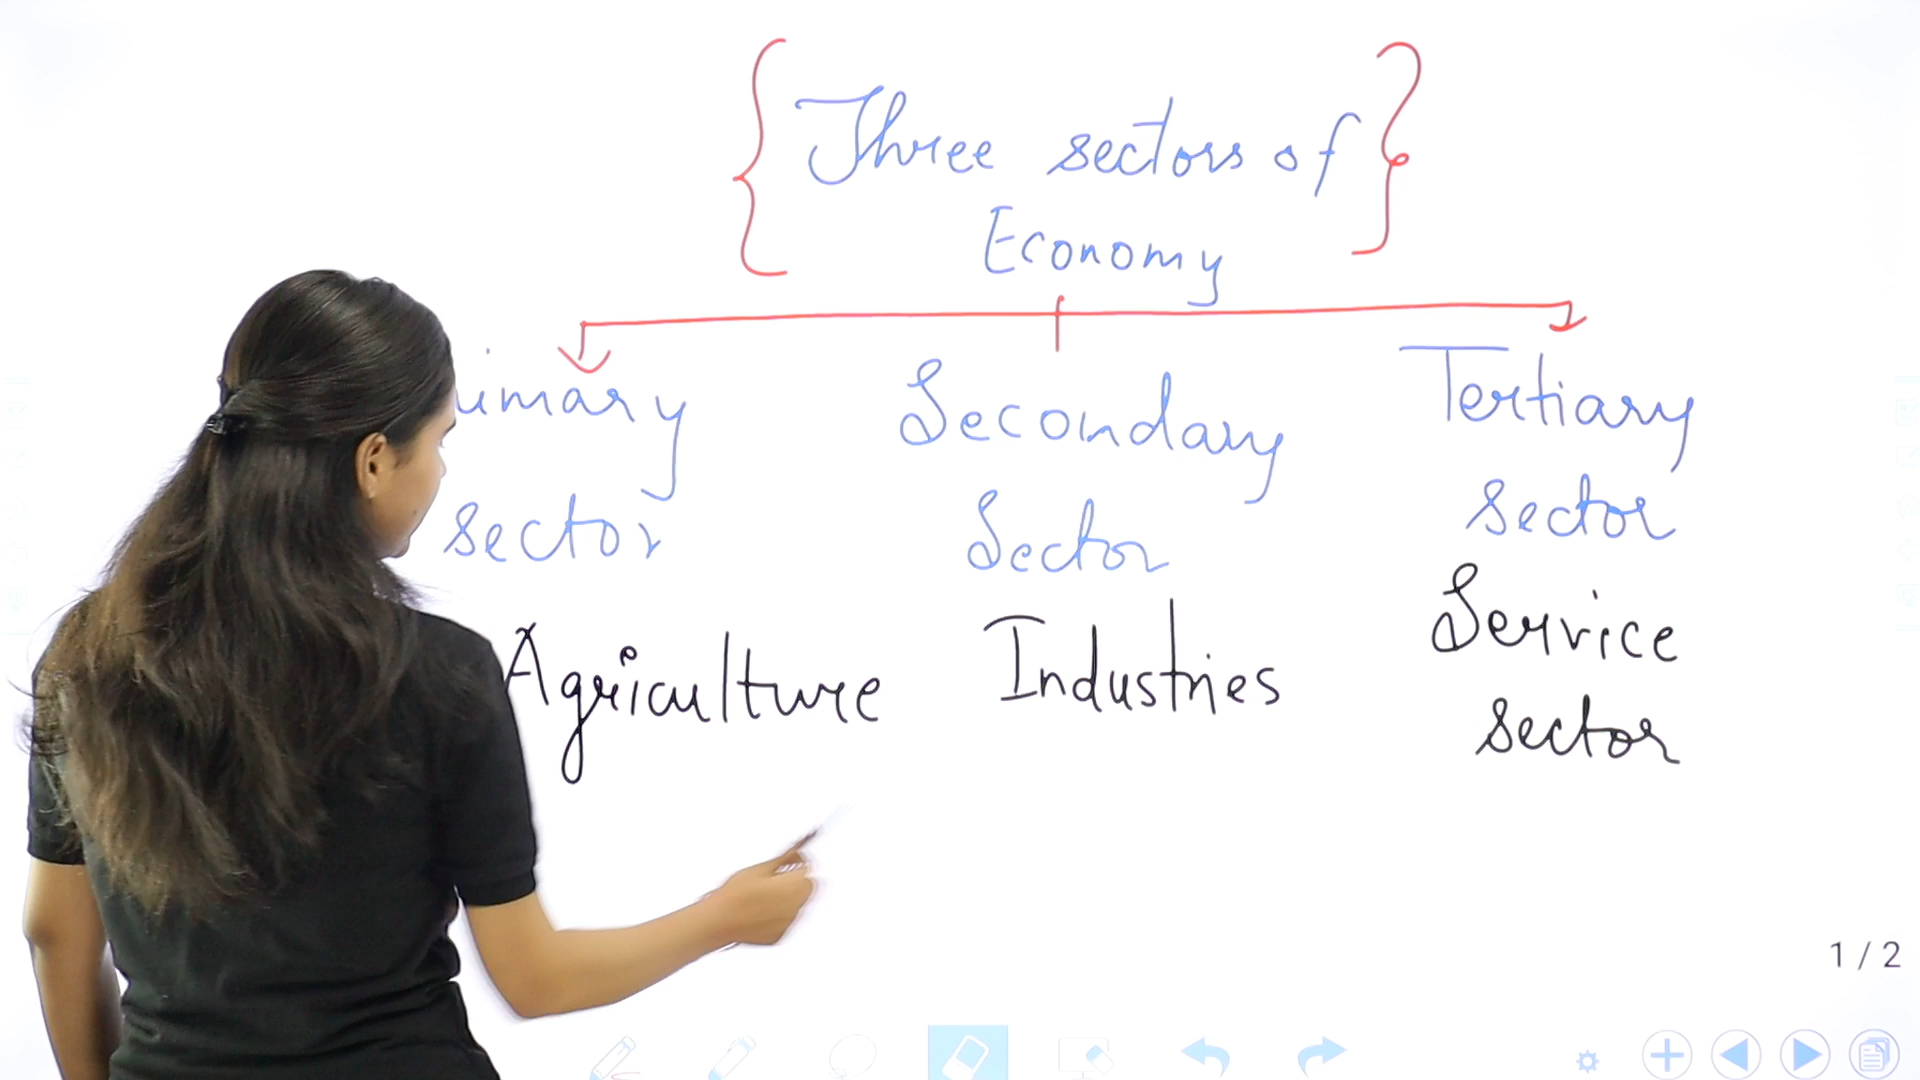 Three sectors of
Economy
imary
sector
Agriculture
Secondary
Sector
Industries
Tertiary
sector
Service
sector
1 / 2